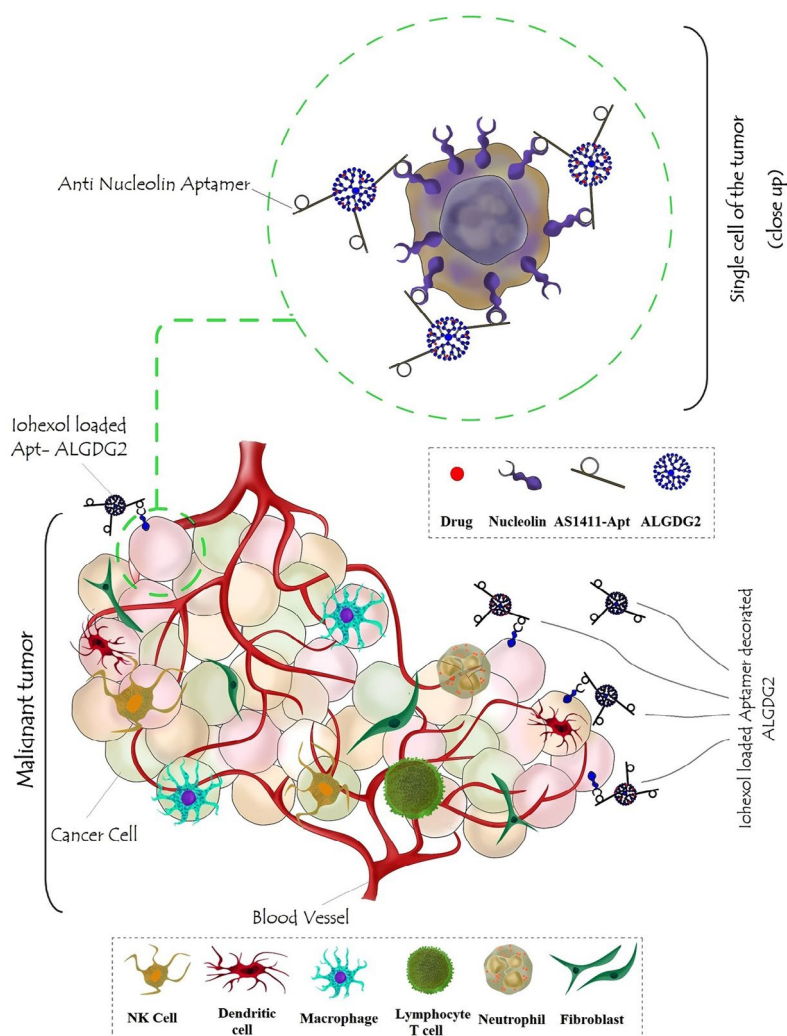 Anti Nucleolin Aptamer
Single cell of the tumor
(close up)
Iohexol loaded
Apt- ALGDG2
Drug
Nucleolin
AS1411-Apt
ALGDG2
Malignant tumor
Iohexol loaded Aptamer decorated
ALGDG2
Cancer Cell
Blood Vessel
NK Cell
Dendritic
cell
Macrophage
Lymphocyte
T cell
Neutrophil
Fibroblast